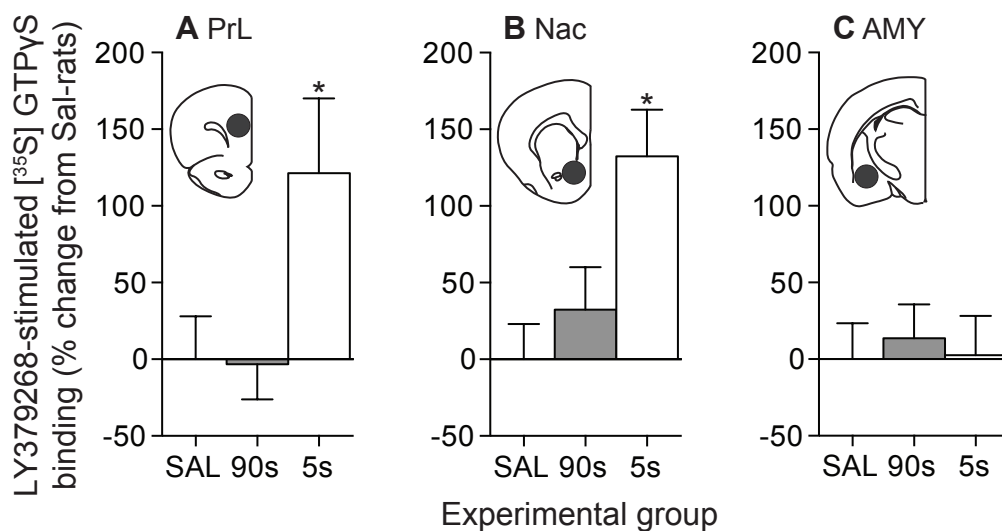 LY379268-stimulated [³⁵S] GTPγS
binding (% change from Sal-rats)
A PrL
200
150
100
50
0
-50
*
SAL 90s 5s
B Nac
200
150
100
50
0
-50
*
SAL 90s 5s
C AMY
200
150
100
50
0
-50
SAL 90s 5s
Experimental group